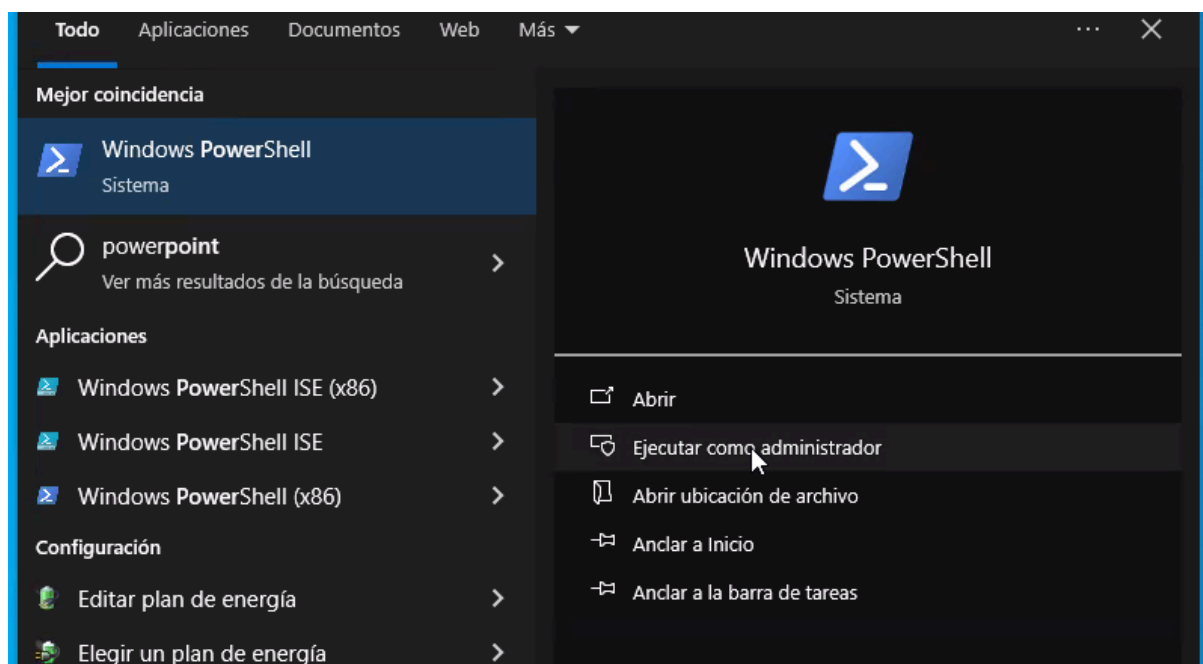 Todo Aplicaciones Documentos Web Más
Mejor coincidencia
Windows PowerShell
Sistema
powerpoint
Ver más resultados de la búsqueda
Aplicaciones
Windows PowerShell ISE (x86)
Windows PowerShell ISE
Windows PowerShell (x86)
Configuración
Editar plan de energía
Elegir un plan de energía
Windows PowerShell
Sistema
Abrir
Ejecutar como administrador
Abrir ubicación de archivo
Anclar a Inicio
Anclar a la barra de tareas